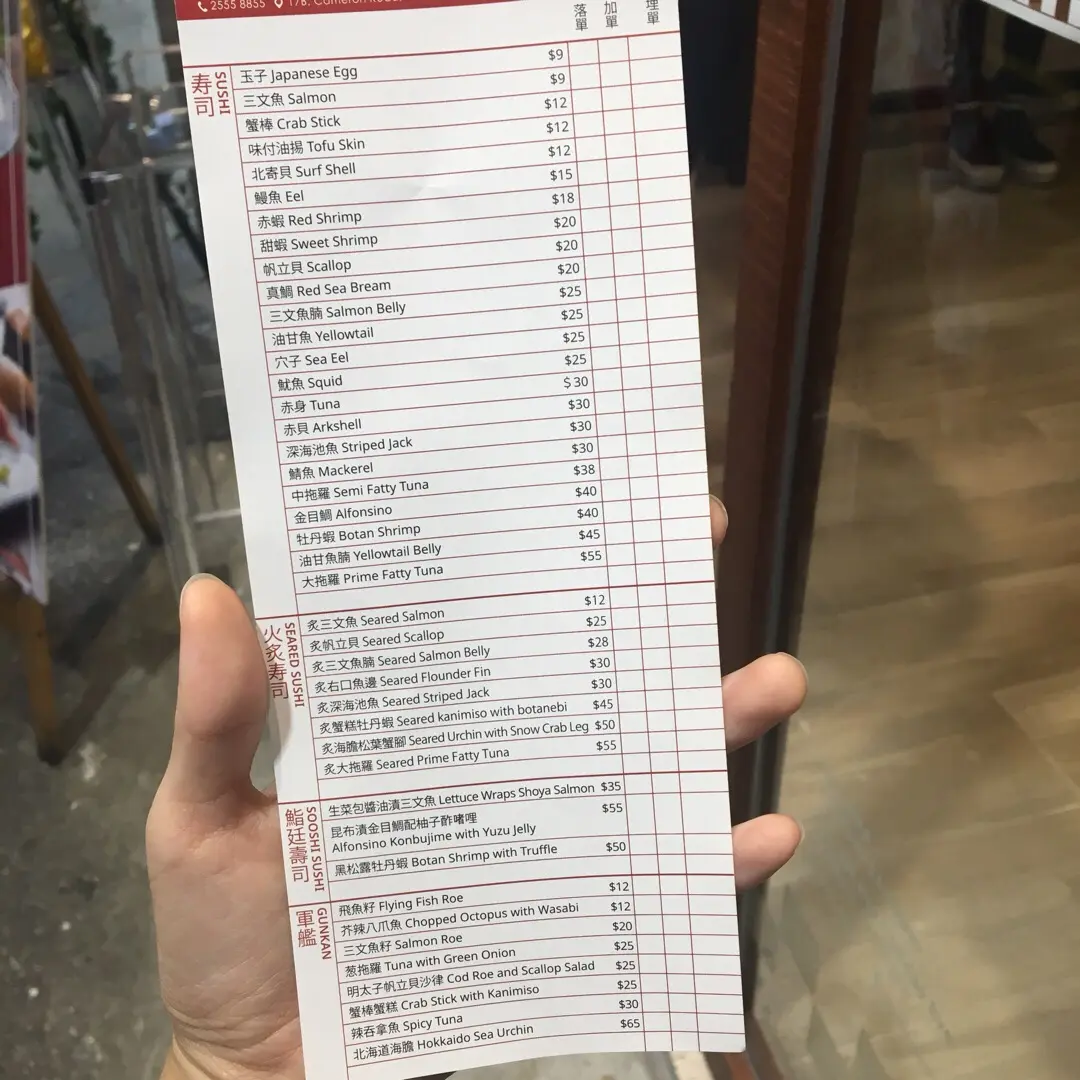 2555 8855 17B, Cameron
落單 加單 埋單
寿司 SUSHI
玉子 Japanese Egg $9
三文魚 Salmon $9
蟹棒 Crab Stick $12
味付油揚 Tofu Skin $12
北寄貝 Surf Shell $12
鰻魚 Eel $15
赤蝦 Red Shrimp $18
甜蝦 Sweet Shrimp $20
帆立貝 Scallop $20
真鯛 Red Sea Bream $20
三文魚腩 Salmon Belly $25
油甘魚 Yellowtail $25
穴子 Sea Eel $25
魷魚 Squid $25
赤身 Tuna $30
赤貝 Arkshell $30
深海池魚 Striped Jack $30
鯖魚 Mackerel $30
中拖羅 Semi Fatty Tuna $38
金目鯛 Alfonsino $40
牡丹蝦 Botan Shrimp $40
油甘魚腩 Yellowtail Belly $45
大拖羅 Prime Fatty Tuna $55
火炙寿司 SEARED SUSHI
炙三文魚 Seared Salmon $12
炙帆立貝 Seared Scallop $25
炙三文魚腩 Seared Salmon Belly $28
炙右口魚邊 Seared Flounder Fin $30
炙深海池魚 Seared Striped Jack $30
炙蟹糕牡丹蝦 Seared kanimiso with botanebi $45
炙海膽松葉蟹腳 Seared Urchin with Snow Crab Leg $50
炙大拖羅 Seared Prime Fatty Tuna $55
鮨廷壽司 SOOSHI SUSHI
生菜包醬油漬三文魚 Lettuce Wraps Shoya Salmon $35
昆布漬金目鯛配柚子酢啫哩 $55
Alfonsino Konbujime with Yuzu Jelly
黑松露牡丹蝦 Botan Shrimp with Truffle $50
軍艦 GUNKAN
飛魚籽 Flying Fish Roe $12
芥辣八爪魚 Chopped Octopus with Wasabi $12
三文魚籽 Salmon Roe $20
葱拖羅 Tuna with Green Onion $25
明太子帆立貝沙律 Cod Roe and Scallop Salad $25
蟹棒蟹糕 Crab Stick with Kanimiso $25
辣吞拿魚 Spicy Tuna $30
北海道海膽 Hokkaido Sea Urchin $65